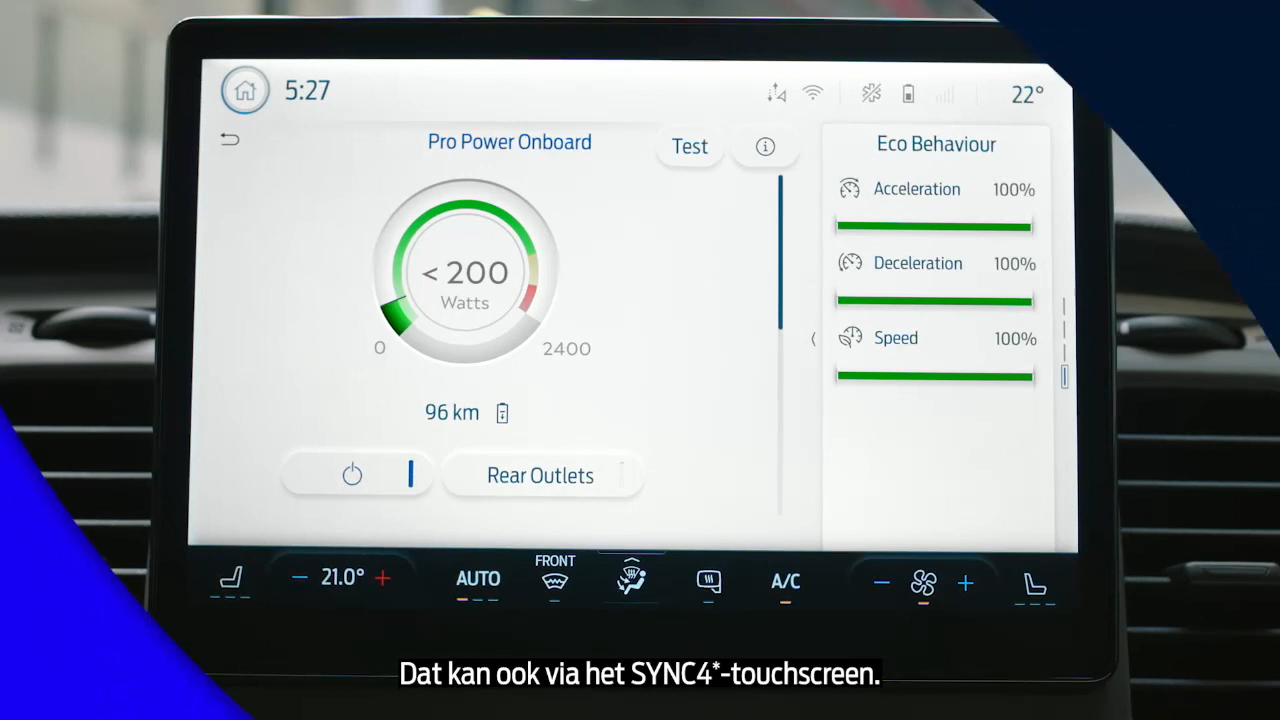 5:27
22°
Pro Power Onboard
Test
Eco Behaviour
Acceleration 100%
< 200
Watts
Deceleration 100%
0
2400
Speed 100%
96 km
Rear Outlets
21.0°
AUTO
FRONT
A/C
Dat kan ook via het SYNC4*-touchscreen.